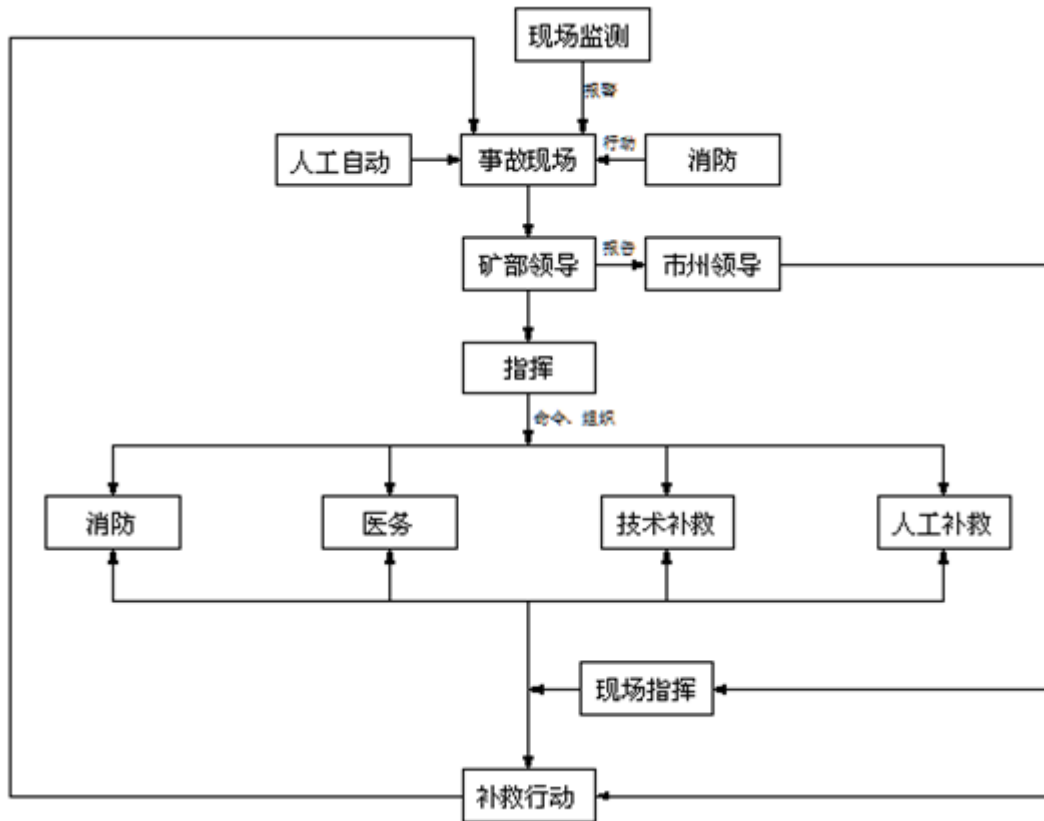 现场监测
报警
人工自动
事故现场
行动
消防
矿部领导
报告
市州领导
指挥
命令、组织
消防
医务
技术补救
人工补救
现场指挥
补救行动